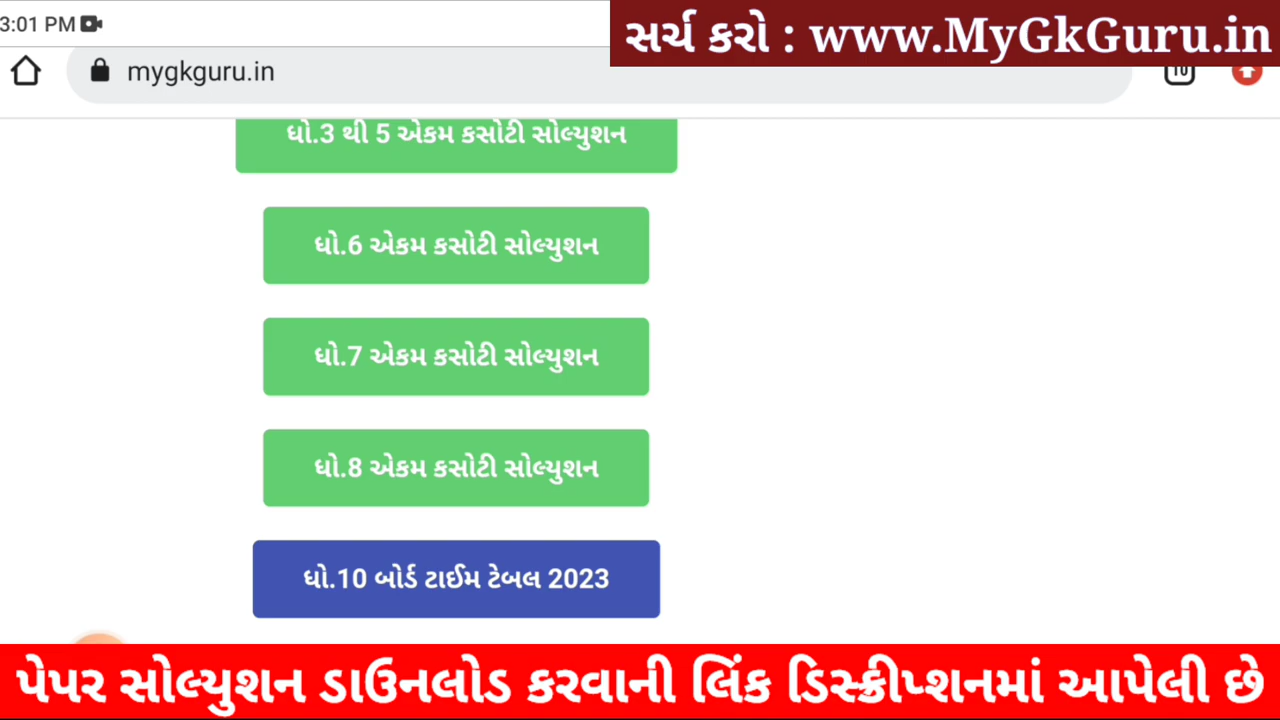 3:01 PM
સર્ચ કરો : www.MyGkGuru.in
mygkguru.in
10
ધો.3 થી 5 એકમ કસોટી સોલ્યુશન
ધો.6 એકમ કસોટી સોલ્યુશન
ધો.7 એકમ કસોટી સોલ્યુશન
ધો.8 એકમ કસોટી સોલ્યુશન
ધો.10 બોર્ડ ટાઈમ ટેબલ 2023
પેપર સોલ્યુશન ડાઉનલોડ કરવાની લિંક ડિસ્ક્રીપ્શનમાં આપેલી છે